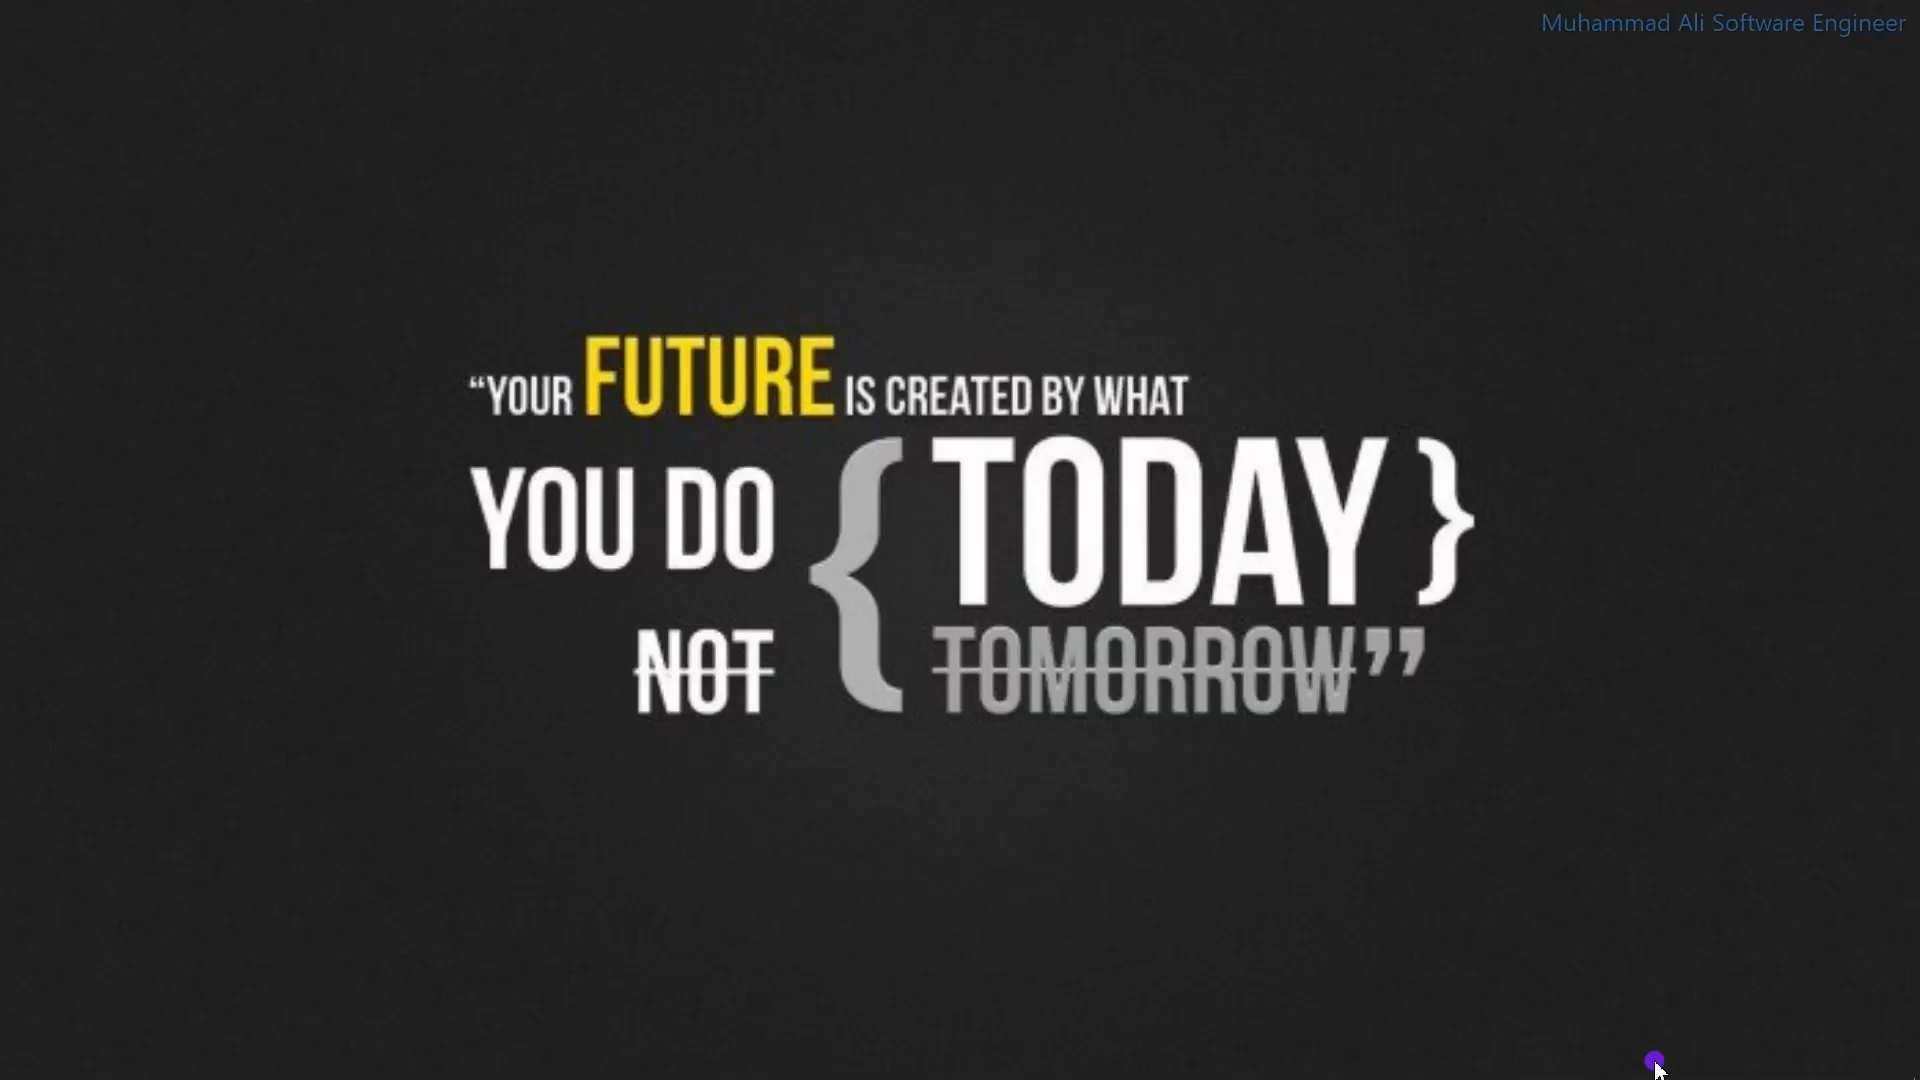 Muhammad Ali Software Engineer
“YOUR FUTURE IS CREATED BY WHAT
YOU DO { TODAY }
NOT TOMORROW”